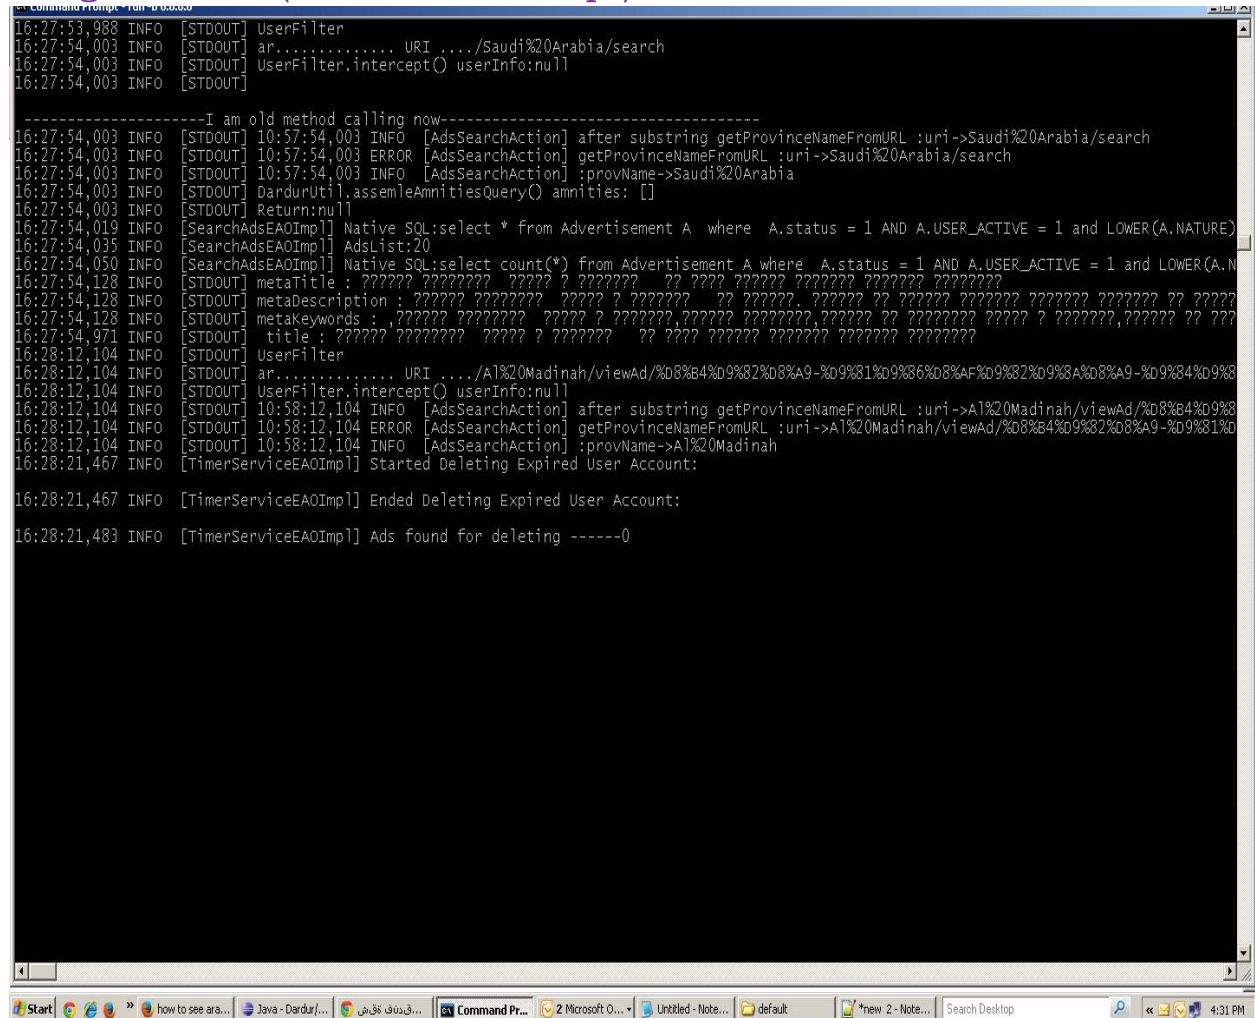 Command Prompt - run -b 0.0.0.0
16:27:53,988 INFO  [STDOUT] UserFilter
16:27:54,003 INFO  [STDOUT] ar.............. URI ..../Saudi%20Arabia/search
16:27:54,003 INFO  [STDOUT] UserFilter.intercept() userInfo:null
16:27:54,003 INFO  [STDOUT]
---------------------I am old method calling now-------------------------------------
16:27:54,003 INFO  [STDOUT] 10:57:54,003 INFO  [AdsSearchAction] after substring getProvinceNameFromURL :uri->Saudi%20Arabia/search
16:27:54,003 INFO  [STDOUT] 10:57:54,003 ERROR [AdsSearchAction] getProvinceNameFromURL :uri->Saudi%20Arabia/search
16:27:54,003 INFO  [STDOUT] 10:57:54,003 INFO  [AdsSearchAction] :provName->Saudi%20Arabia
16:27:54,003 INFO  [STDOUT] DardurUtil.assemleAmnitiesQuery() amnities: []
16:27:54,003 INFO  [STDOUT] Return:null
16:27:54,019 INFO  [SearchAdsEAOImpl] Native SQL:select * from Advertisement A  where  A.status = 1 AND A.USER_ACTIVE = 1 and LOWER(A.NATURE)
16:27:54,035 INFO  [SearchAdsEAOImpl] AdsList:20
16:27:54,050 INFO  [SearchAdsEAOImpl] Native SQL:select count(*) from Advertisement A where  A.status = 1 AND A.USER_ACTIVE = 1 and LOWER(A.N
16:27:54,128 INFO  [STDOUT] metaTitle : ?????? ????????  ????? ? ???????   ?? ???? ?????? ??????? ??????? ????????
16:27:54,128 INFO  [STDOUT] metaDescription : ?????? ????????  ????? ? ???????   ?? ??????. ?????? ?? ?????? ??????? ??????? ??????? ?? ?????
16:27:54,128 INFO  [STDOUT] metaKeywords : ,?????? ????????  ????? ? ???????,?????? ????????,?????? ?? ???????? ????? ? ???????,?????? ?? ???
16:27:54,971 INFO  [STDOUT]  title : ?????? ????????  ????? ? ???????   ?? ???? ?????? ??????? ??????? ????????
16:28:12,104 INFO  [STDOUT] UserFilter
16:28:12,104 INFO  [STDOUT] ar.............. URI ..../Al%20Madinah/viewAd/%D8%B4%D9%82%D8%A9-%D9%81%D9%86%D8%AF%D9%82%D9%8A%D8%A9-%D9%84%D9%8
16:28:12,104 INFO  [STDOUT] UserFilter.intercept() userInfo:null
16:28:12,104 INFO  [STDOUT] 10:58:12,104 INFO  [AdsSearchAction] after substring getProvinceNameFromURL :uri->Al%20Madinah/viewAd/%D8%B4%D9%8
16:28:12,104 INFO  [STDOUT] 10:58:12,104 ERROR [AdsSearchAction] getProvinceNameFromURL :uri->Al%20Madinah/viewAd/%D8%B4%D9%82%D8%A9-%D9%81%D
16:28:12,104 INFO  [STDOUT] 10:58:12,104 INFO  [AdsSearchAction] :provName->Al%20Madinah
16:28:21,467 INFO  [TimerServiceEAOImpl] Started Deleting Expired User Account:
16:28:21,467 INFO  [TimerServiceEAOImpl] Ended Deleting Expired User Account:
16:28:21,483 INFO  [TimerServiceEAOImpl] Ads found for deleting ------0
Start » how to see ara... Java - Dardur/... Command Pr... 2 Microsoft O... Untitled - Note... default *new 2 - Note... Search Desktop « 4:31 PM